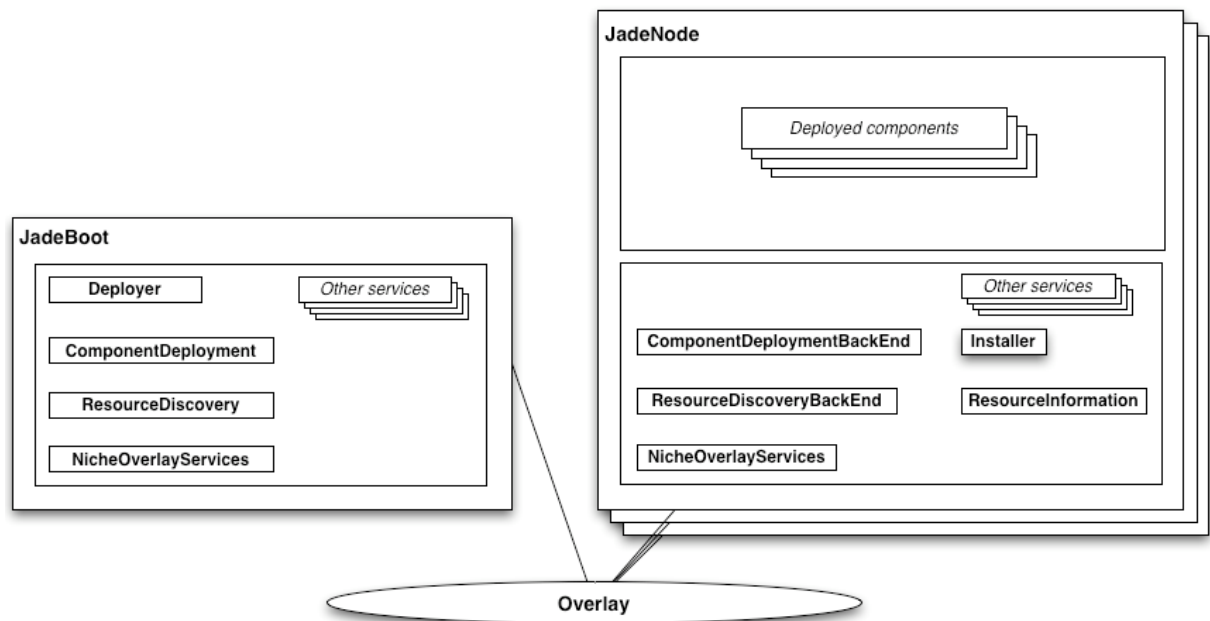 JadeNode
Deployed components
JadeBoot
Deployer
Other services
ComponentDeployment
ResourceDiscovery
NicheOverlayServices
Other services
ComponentDeploymentBackEnd
Installer
ResourceDiscoveryBackEnd
ResourceInformation
NicheOverlayServices
Overlay